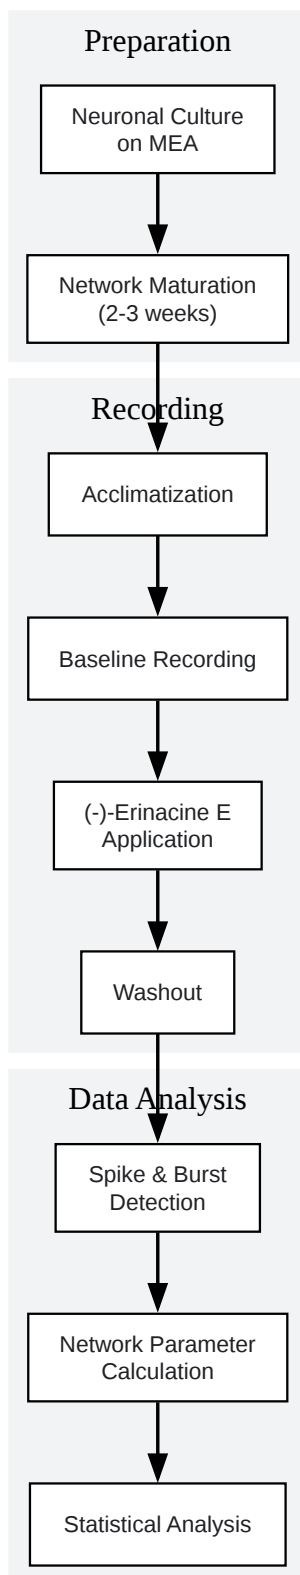 Preparation
Neuronal Culture
on MEA
Network Maturation
(2-3 weeks)
Recording
Acclimatization
Baseline Recording
(-)-Erinacine E
Application
Washout
Data Analysis
Spike & Burst
Detection
Network Parameter
Calculation
Statistical Analysis